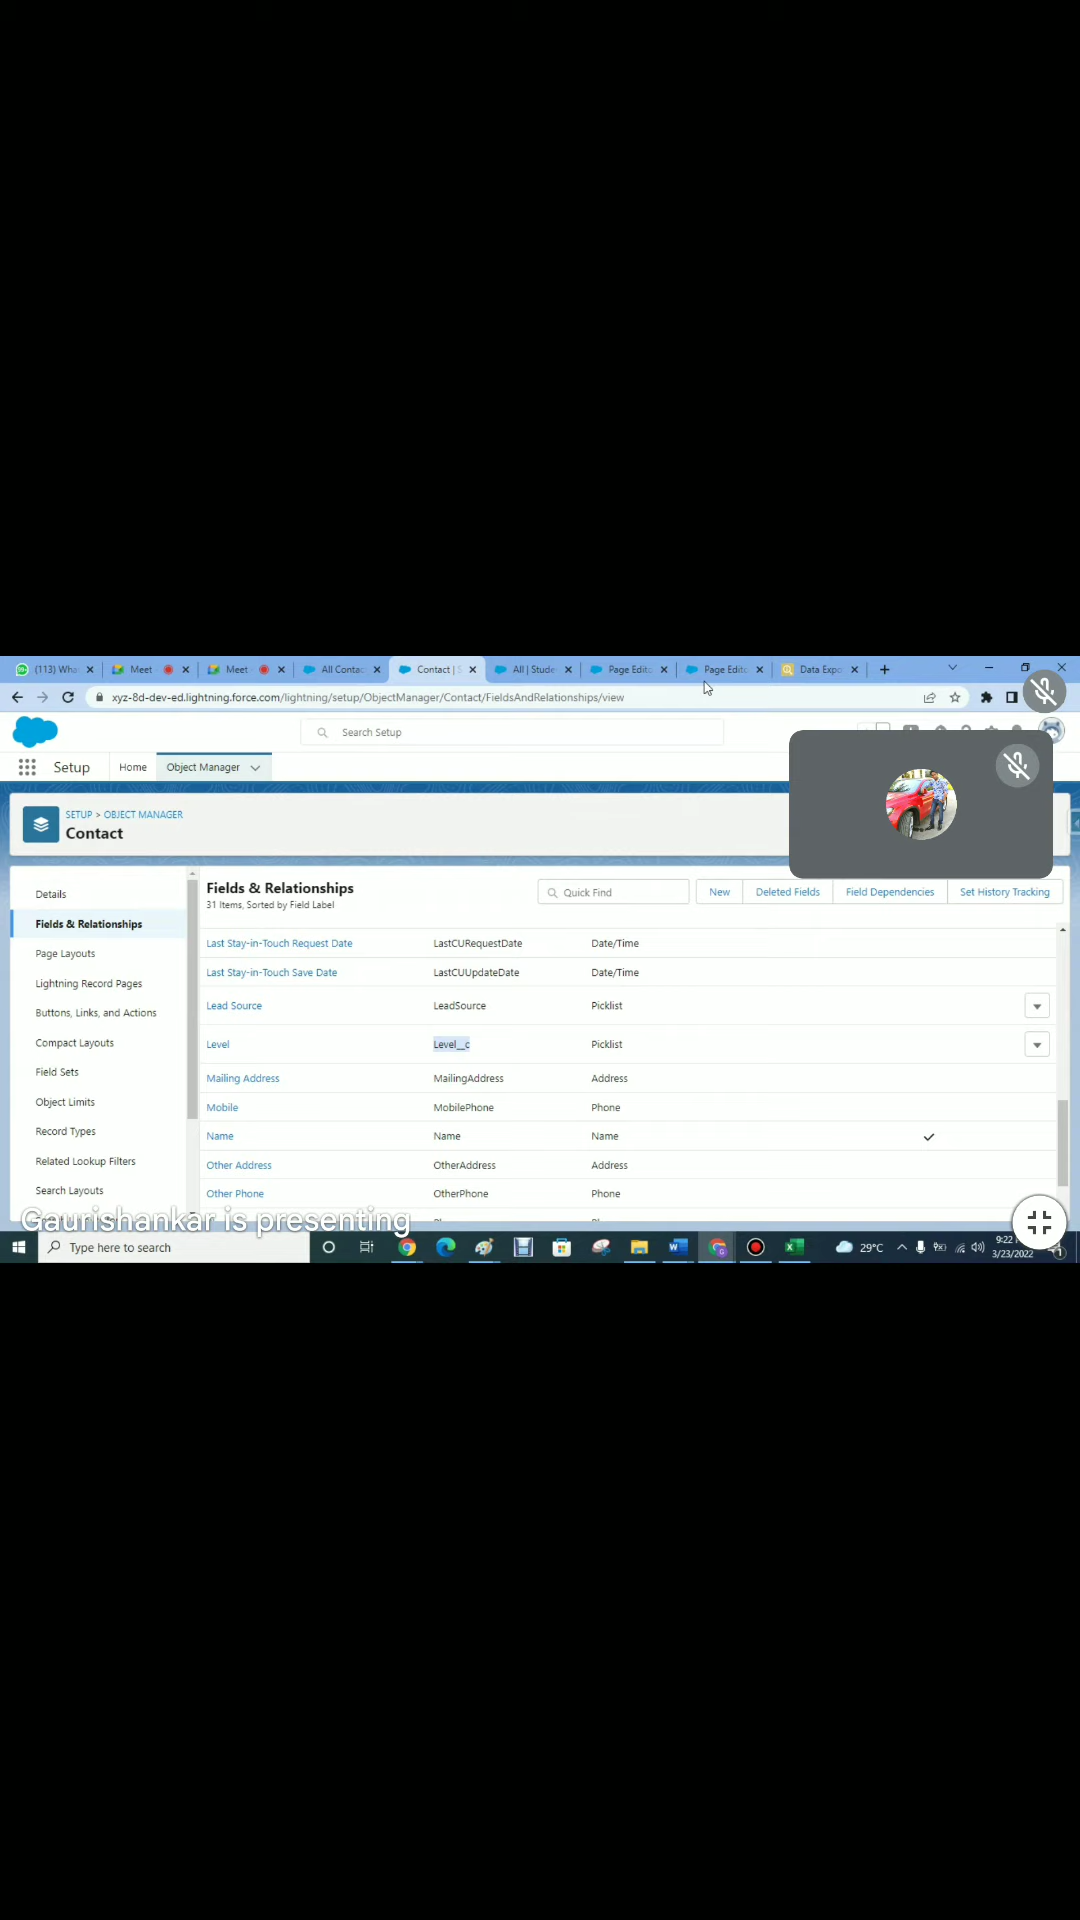 (113) Wha
Meet
Meet
All Contac
Contact | S
All | Stude
Page Edito
Page Edito
Data Expo
xyz-8d-dev-ed.lightning.force.com/lightning/setup/ObjectManager/Contact/FieldsAndRelationships/view
Search Setup
Setup
Home
Object Manager
SETUP > OBJECT MANAGER
Contact
Details
Fields & Relationships
Page Layouts
Lightning Record Pages
Buttons, Links, and Actions
Compact Layouts
Field Sets
Object Limits
Record Types
Related Lookup Filters
Search Layouts
Fields & Relationships
31 Items, Sorted by Field Label
Quick Find
New
Deleted Fields
Field Dependencies
Set History Tracking
Last Stay-in-Touch Request Date LastCURequestDate Date/Time
Last Stay-in-Touch Save Date LastCUUpdateDate Date/Time
Lead Source LeadSource Picklist
Level Level__c Picklist
Mailing Address MailingAddress Address
Mobile MobilePhone Phone
Name Name Name
Other Address OtherAddress Address
Other Phone OtherPhone Phone
Gaurishankar is presenting
Type here to search
29°C
9:22
3/23/2022